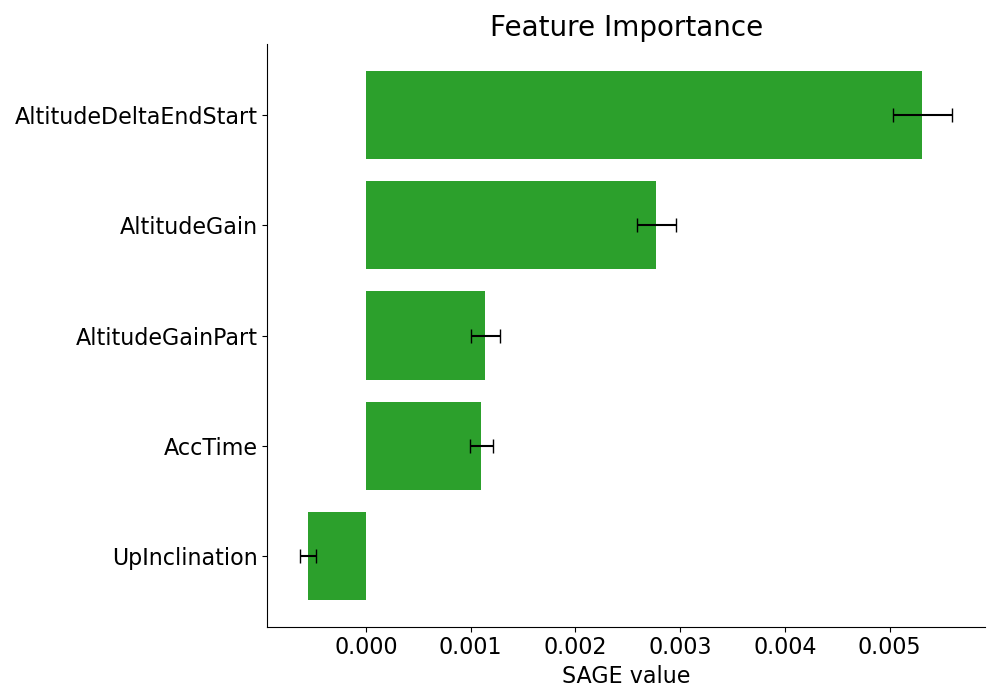 Feature Importance
AltitudeDeltaEndStart
AltitudeGain
AltitudeGainPart
AccTime
UpInclination
0.000 0.001 0.002 0.003 0.004 0.005
SAGE value